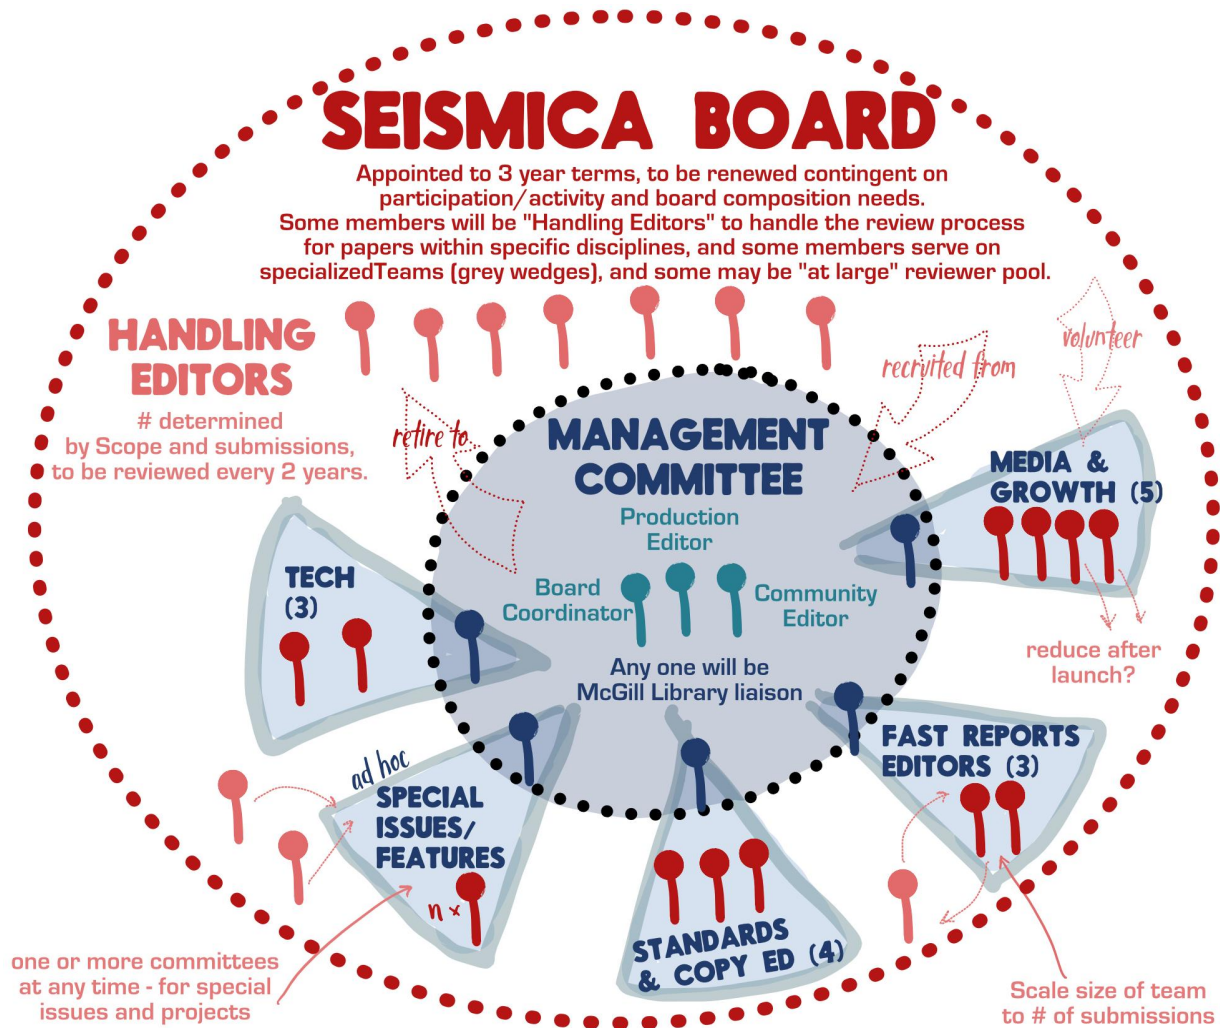 SEISMICA BOARD
Appointed to 3 year terms, to be renewed contingent on
participation/activity and board composition needs.
Some members will be "Handling Editors" to handle the review process
for papers within specific disciplines, and some members serve on
specializedTeams (grey wedges), and some may be "at large" reviewer pool.
HANDLING
EDITORS
# determined
by Scope and submissions,
to be reviewed every 2 years.
retire to...
recruited from
volunteer
MANAGEMENT
COMMITTEE
Production
Editor
Board
Coordinator
Community
Editor
Any one will be
McGill Library liaison
MEDIA &
GROWTH (5)
reduce after
launch?
TECH
(3)
ad hoc
SPECIAL
ISSUES/
FEATURES
n x
STANDARDS
& COPY ED (4)
FAST REPORTS
EDITORS (3)
one or more committees
at any time - for special
issues and projects
Scale size of team
to # of submissions